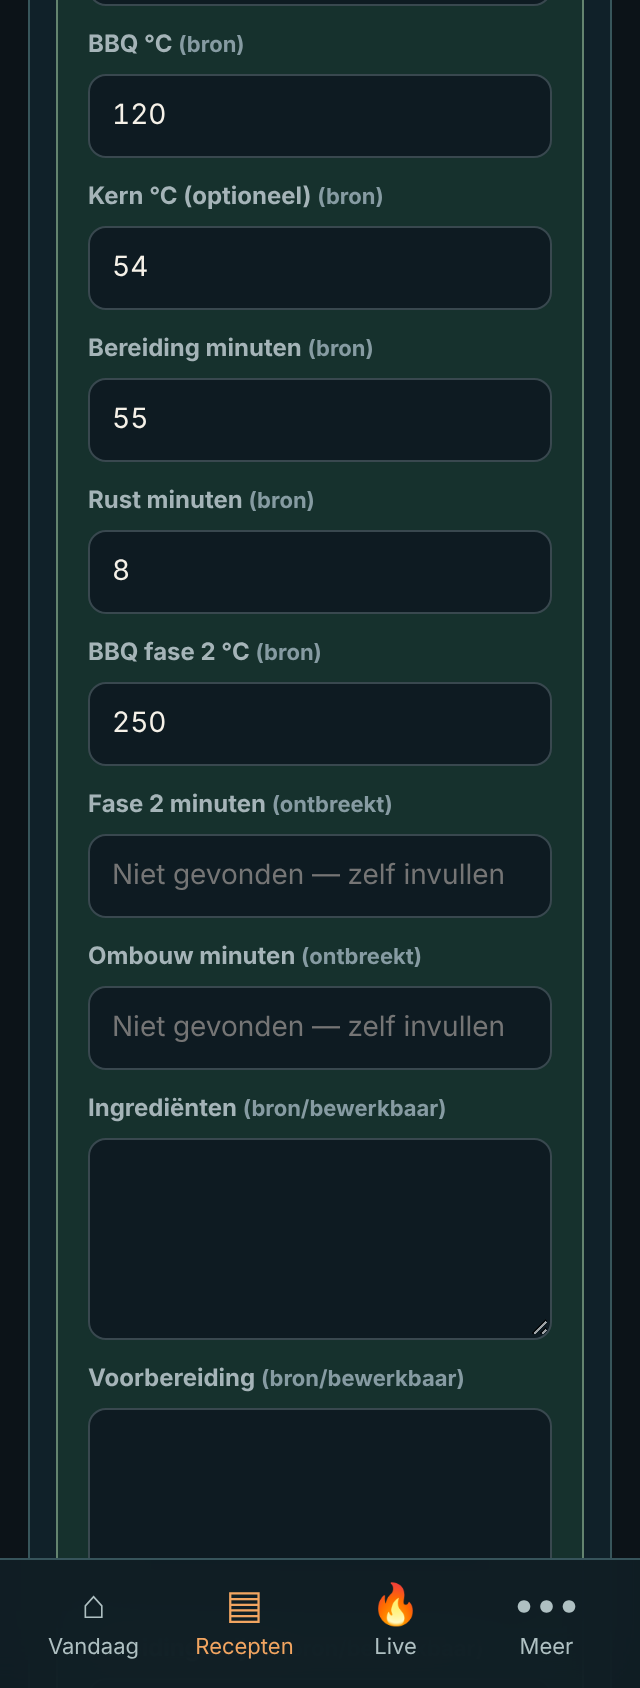 BBQ °C (bron)
120
Kern °C (optioneel) (bron)
54
Bereiding minuten (bron)
55
Rust minuten (bron)
8
BBQ fase 2 °C (bron)
250
Fase 2 minuten (ontbreekt)
Niet gevonden — zelf invullen
Ombouw minuten (ontbreekt)
Niet gevonden — zelf invullen
Ingrediënten (bron/bewerkbaar)
Voorbereiding (bron/bewerkbaar)
Vandaag
Recepten
Live
Meer